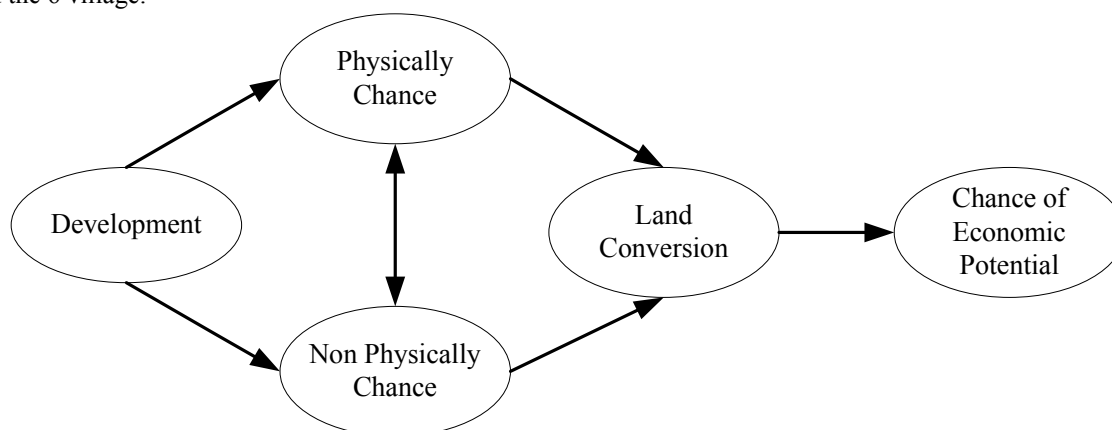 the 6 village.
Physically
Chance
Development
Land
Conversion
Chance of
Economic
Potential
Non Physically
Chance